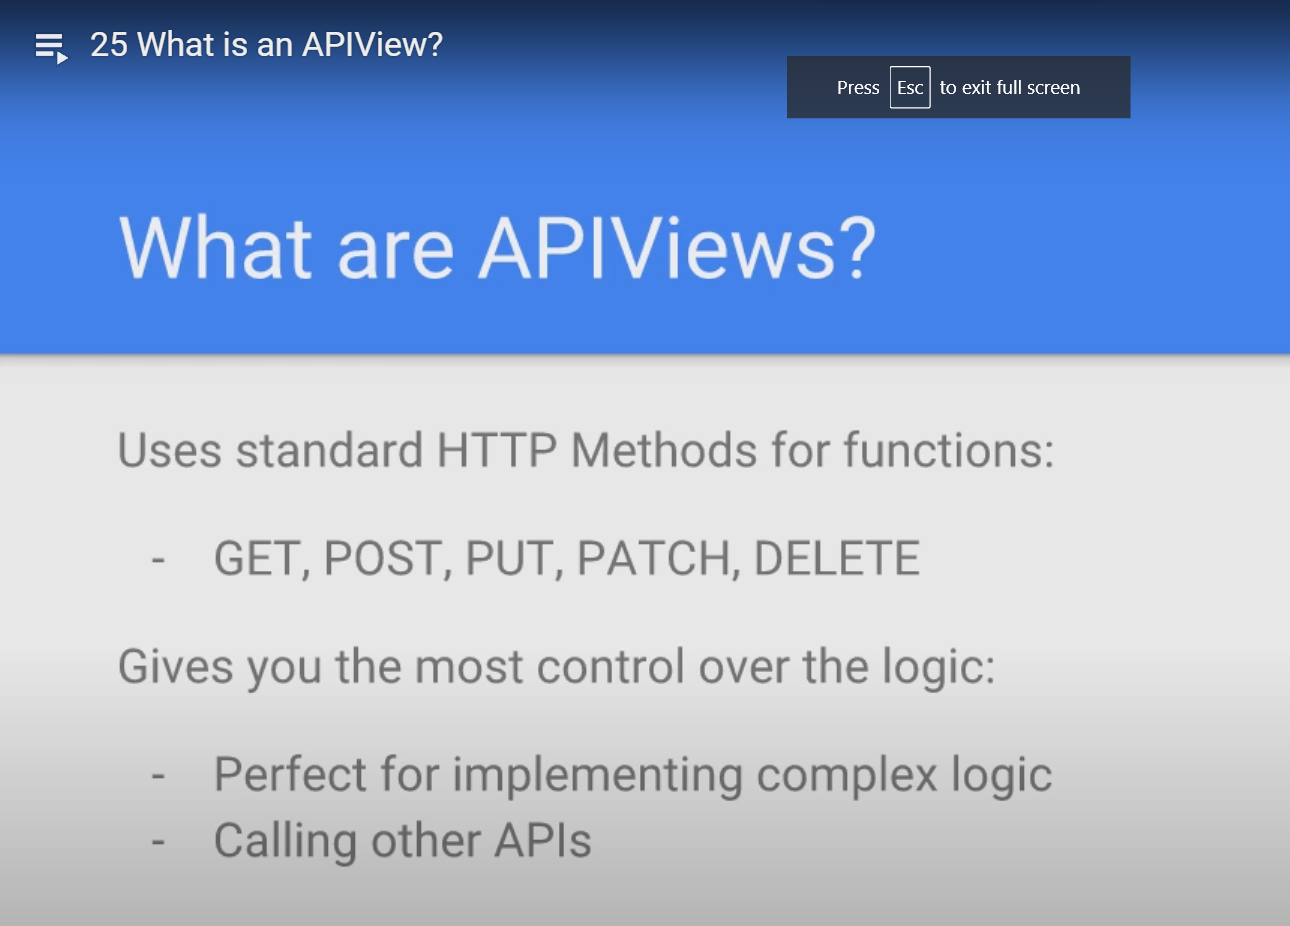 25 What is an APIView?
Press Esc to exit full screen
What are APIViews?
Uses standard HTTP Methods for functions:
- GET, POST, PUT, PATCH, DELETE
Gives you the most control over the logic:
- Perfect for implementing complex logic
- Calling other APIs